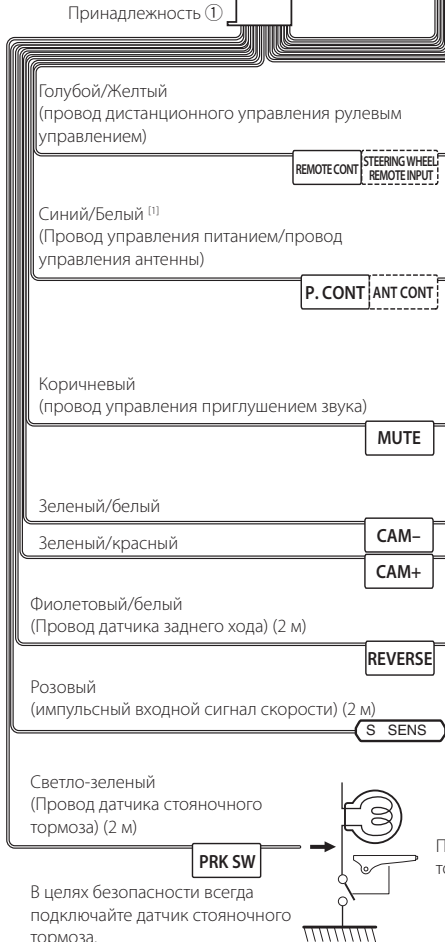 Принадлежность ①
Голубой/Желтый
(провод дистанционного управления рулевым
управлением)
REMOTE CONT
STEERING WHEEL
REMOTE INPUT
Синий/Белый [1]
(Провод управления питанием/провод
управления антенны)
P. CONT
ANT CONT
Коричневый
(провод управления приглушением звука)
MUTE
Зеленый/белый
CAM–
Зеленый/красный
CAM+
Фиолетовый/белый
(Провод датчика заднего хода) (2 м)
REVERSE
Розовый
(импульсный входной сигнал скорости) (2 м)
S SENS
Светло-зеленый
(Провод датчика стояночного
тормоза) (2 м)
PRK SW
В целях безопасности всегда
подключайте датчик стояночного
тормоза.